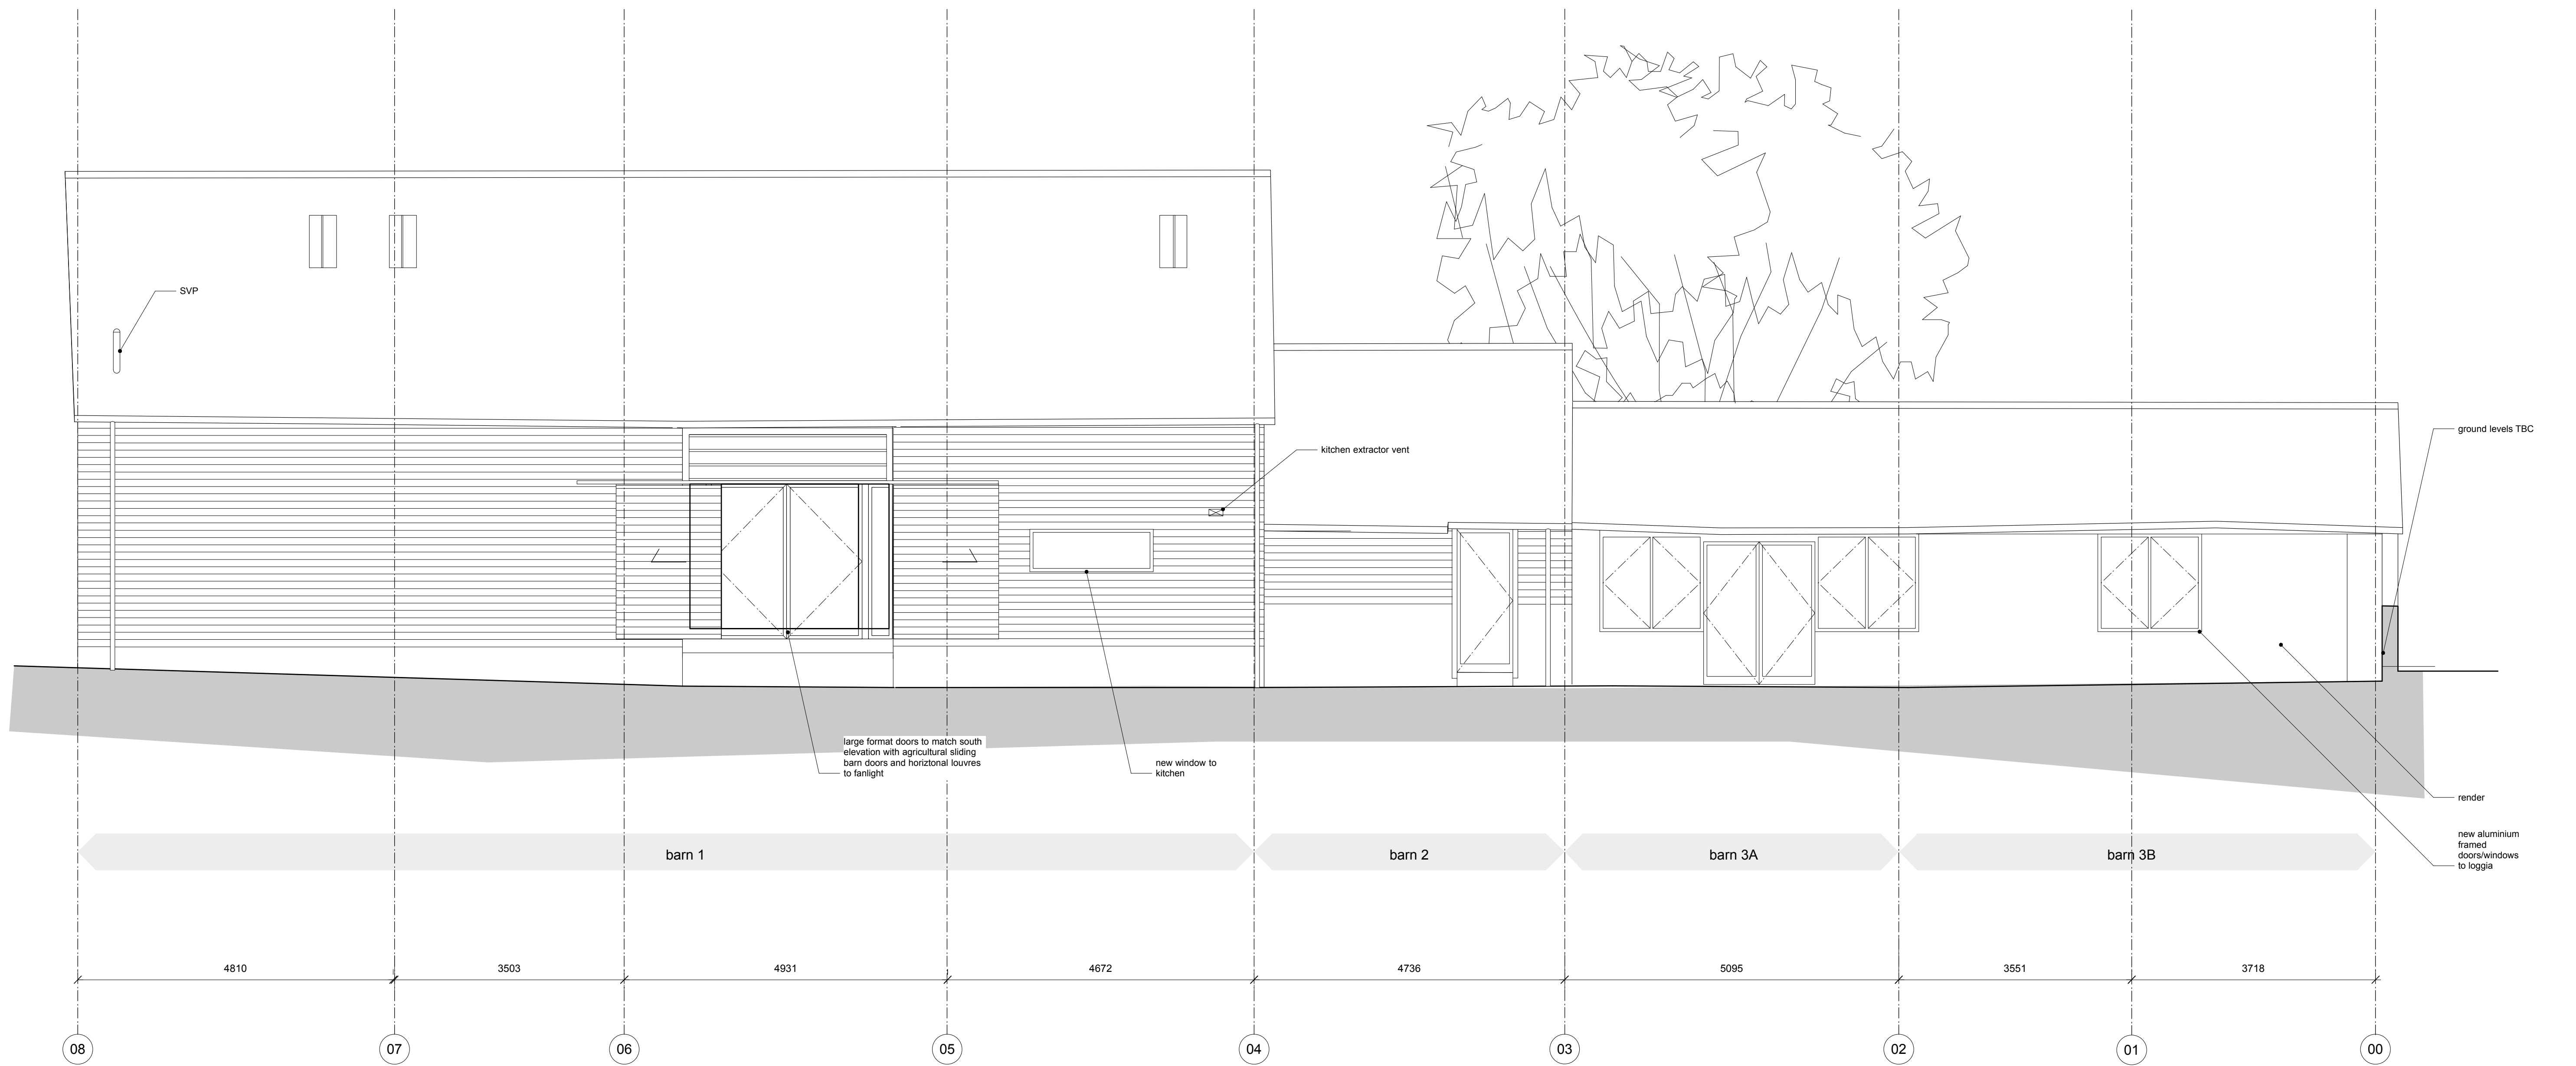 SVP
ground levels TBC
kitchen extractor vent
large format doors to match south
elevation with agricultural sliding
barn doors and horiztonal louvres
to fanlight
new window to
kitchen
render
new aluminium
framed
doors/windows
to loggia
barn 1
barn 2
barn 3A
barn 3B
4810
3503
4931
4672
4736
5095
3551
3718
08
07
06
05
04
03
02
01
00